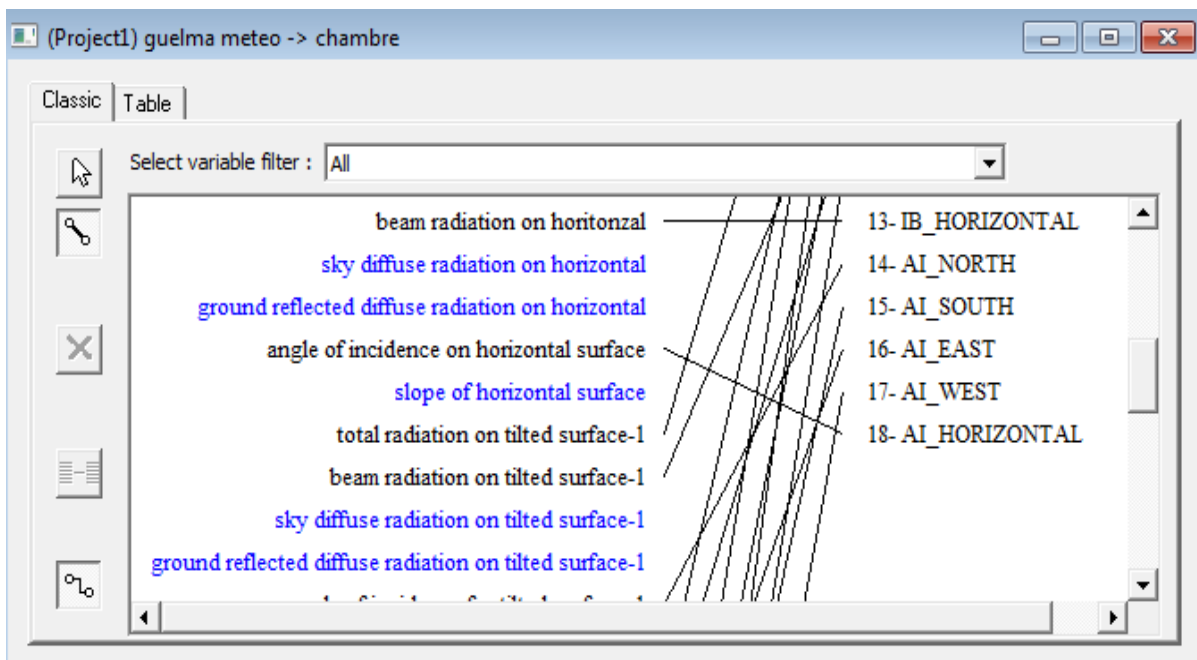 (Project1) guelma meteo -> chambre
Classic Table
Select variable filter : All
beam radiation on horitonzal 13- IB_HORIZONTAL
sky diffuse radiation on horizontal 14- AI_NORTH
ground reflected diffuse radiation on horizontal 15- AI_SOUTH
angle of incidence on horizontal surface 16- AI_EAST
slope of horizontal surface 17- AI_WEST
total radiation on tilted surface-1 18- AI_HORIZONTAL
beam radiation on tilted surface-1
sky diffuse radiation on tilted surface-1
ground reflected diffuse radiation on tilted surface-1